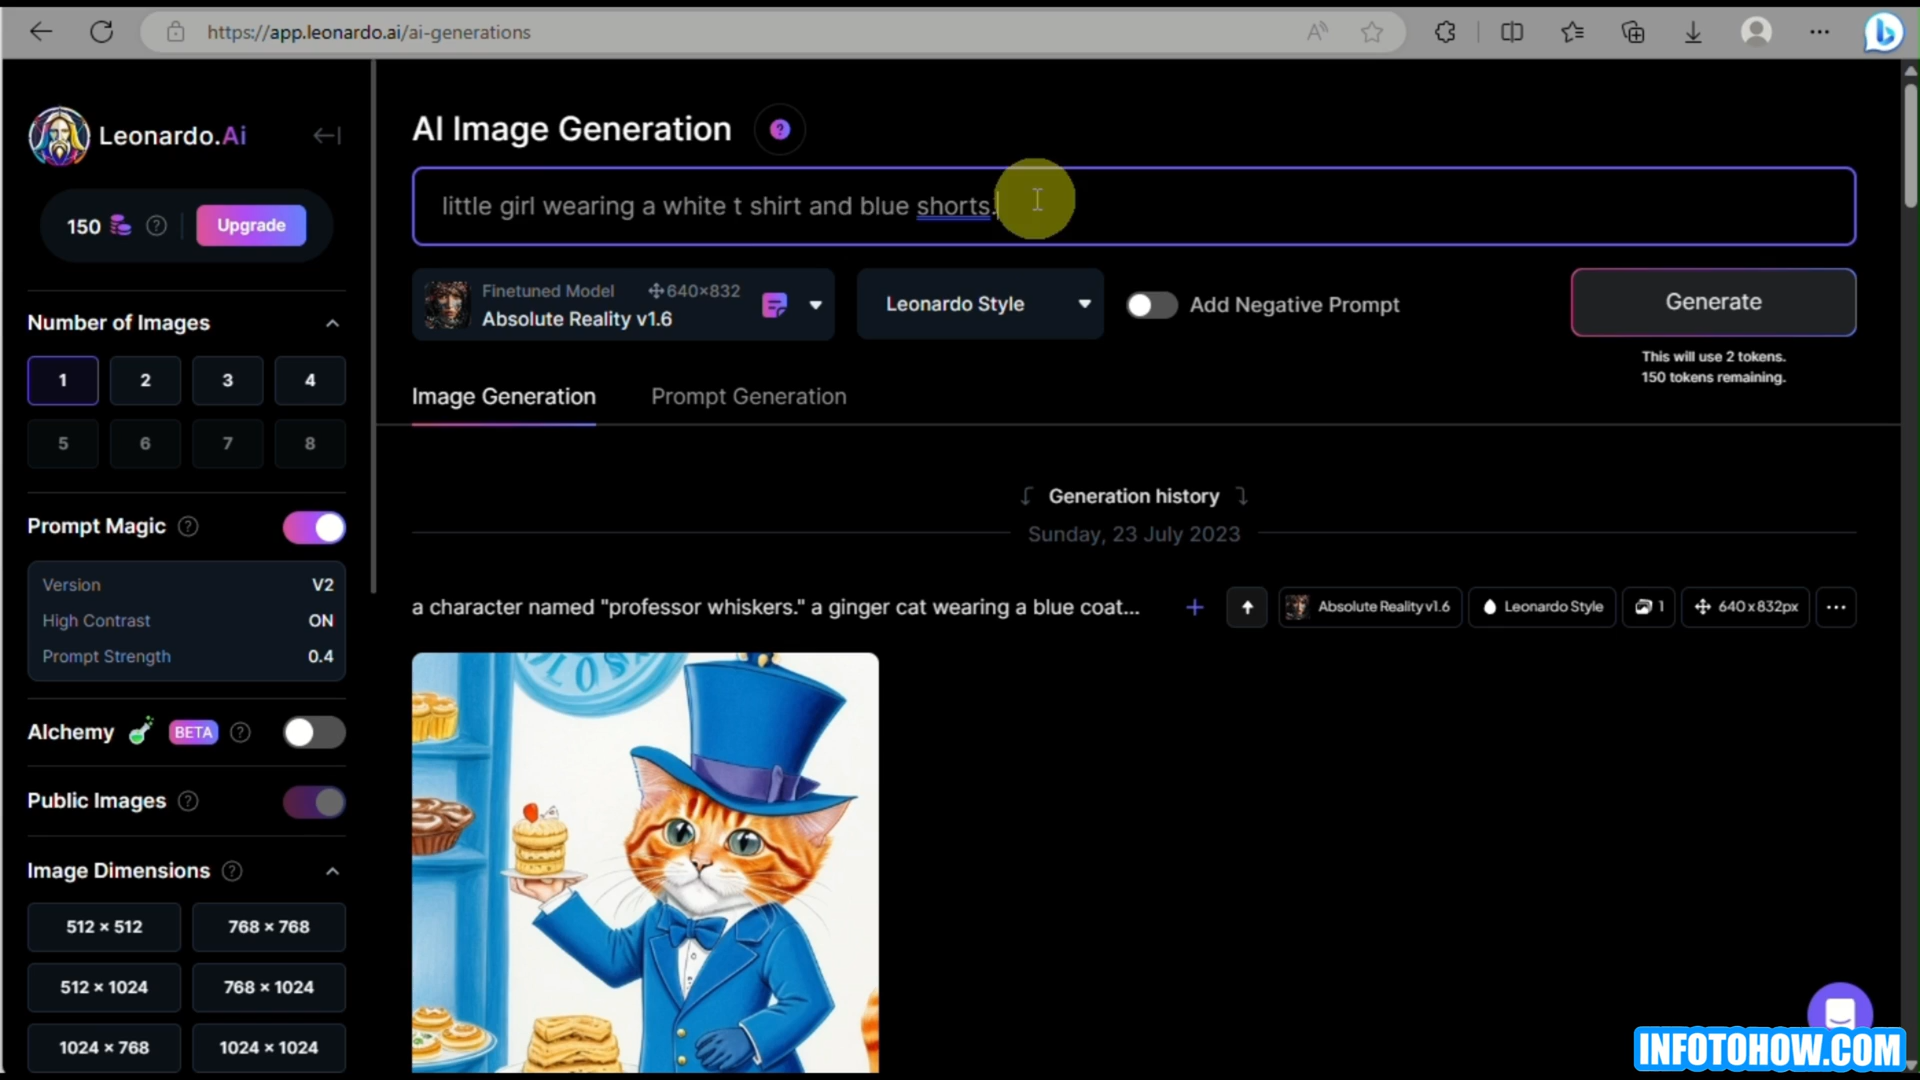 https://app.leonardo.ai/ai-generations
Leonardo.Ai
150
Upgrade
Number of Images
1 2 3 4
5 6 7 8
Prompt Magic
Version V2
High Contrast ON
Prompt Strength 0.4
Alchemy BETA
Public Images
Image Dimensions
512 × 512 768 × 768
512 × 1024 768 × 1024
1024 × 768 1024 × 1024
AI Image Generation
little girl wearing a white t shirt and blue shorts.
Finetuned Model 640×832
Absolute Reality v1.6
Leonardo Style
Add Negative Prompt
Generate
This will use 2 tokens.
150 tokens remaining.
Image Generation Prompt Generation
Generation history
Sunday, 23 July 2023
a character named "professor whiskers." a ginger cat wearing a blue coat...
Absolute Reality v1.6 Leonardo Style 1 640 x 832px
INFOTOHOW.COM